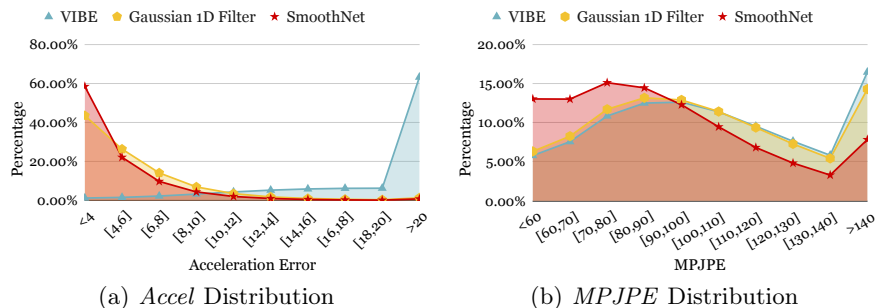 VIBE Gaussian 1D Filter SmoothNet
80.00%
60.00%
40.00%
20.00%
0.00%
Percentage
<4 [4,6] [6,8] [8,10] [10,12] [12,14] [14,16] [16,18] [18,20] >20
Acceleration Error
(a) Accel Distribution
VIBE Gaussian 1D Filter SmoothNet
20.00%
15.00%
10.00%
5.00%
0.00%
Percentage
<60 [60,70] [70,80] [80,90] [90,100] [100,110] [110,120] [120,130] [130,140] >140
MPJPE
(b) MPJPE Distribution